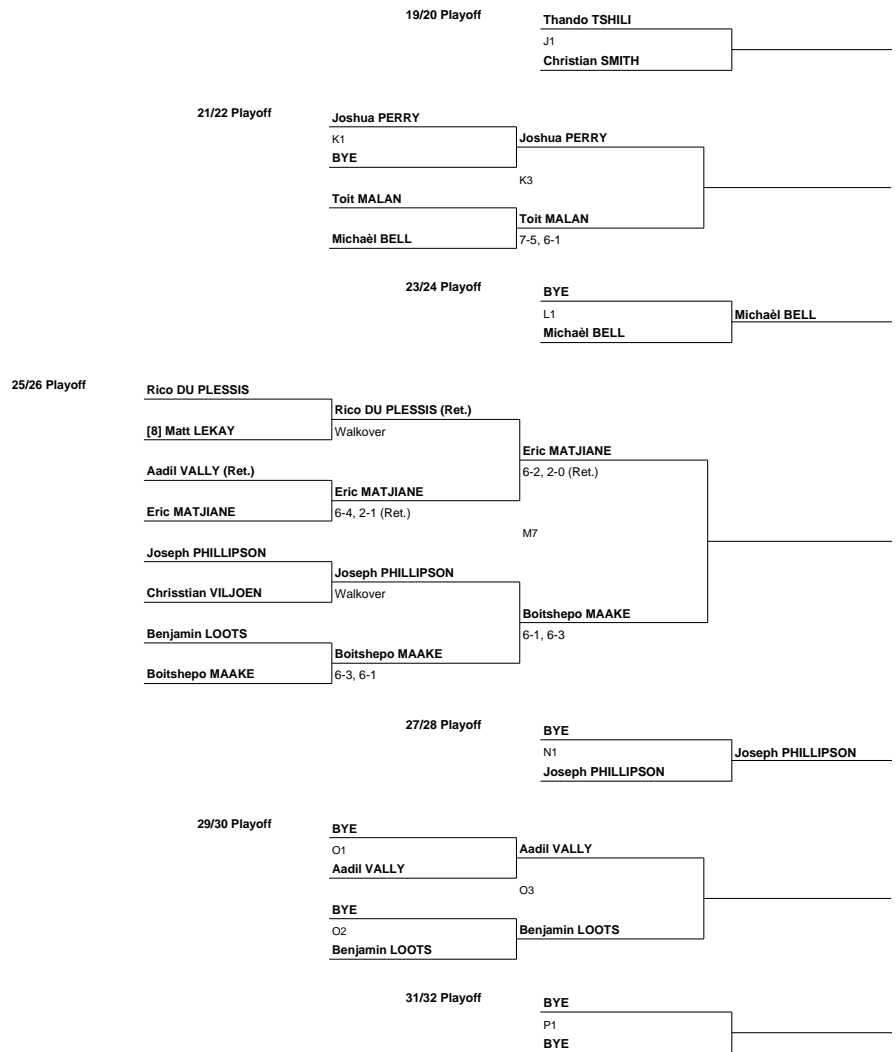 19/20 Playoff
Thando TSHILI
J1
Christian SMITH
21/22 Playoff
Joshua PERRY
K1
Joshua PERRY
BYE
K3
Toit MALAN
Toit MALAN
Michaèl BELL
7-5, 6-1
23/24 Playoff
BYE
L1
Michaèl BELL
Michaèl BELL
25/26 Playoff
Rico DU PLESSIS
Rico DU PLESSIS (Ret.)
[8] Matt LEKAY
Walkover
Eric MATJIANE
Aadil VALLY (Ret.)
6-2, 2-0 (Ret.)
Eric MATJIANE
Eric MATJIANE
6-4, 2-1 (Ret.)
M7
Joseph PHILLIPSON
Joseph PHILLIPSON
Chrisstian VILJOEN
Walkover
Boitshepo MAAKE
Benjamin LOOTS
6-1, 6-3
Boitshepo MAAKE
Boitshepo MAAKE
6-3, 6-1
27/28 Playoff
BYE
N1
Joseph PHILLIPSON
Joseph PHILLIPSON
29/30 Playoff
BYE
O1
Aadil VALLY
Aadil VALLY
O3
BYE
O2
Benjamin LOOTS
Benjamin LOOTS
31/32 Playoff
BYE
P1
BYE